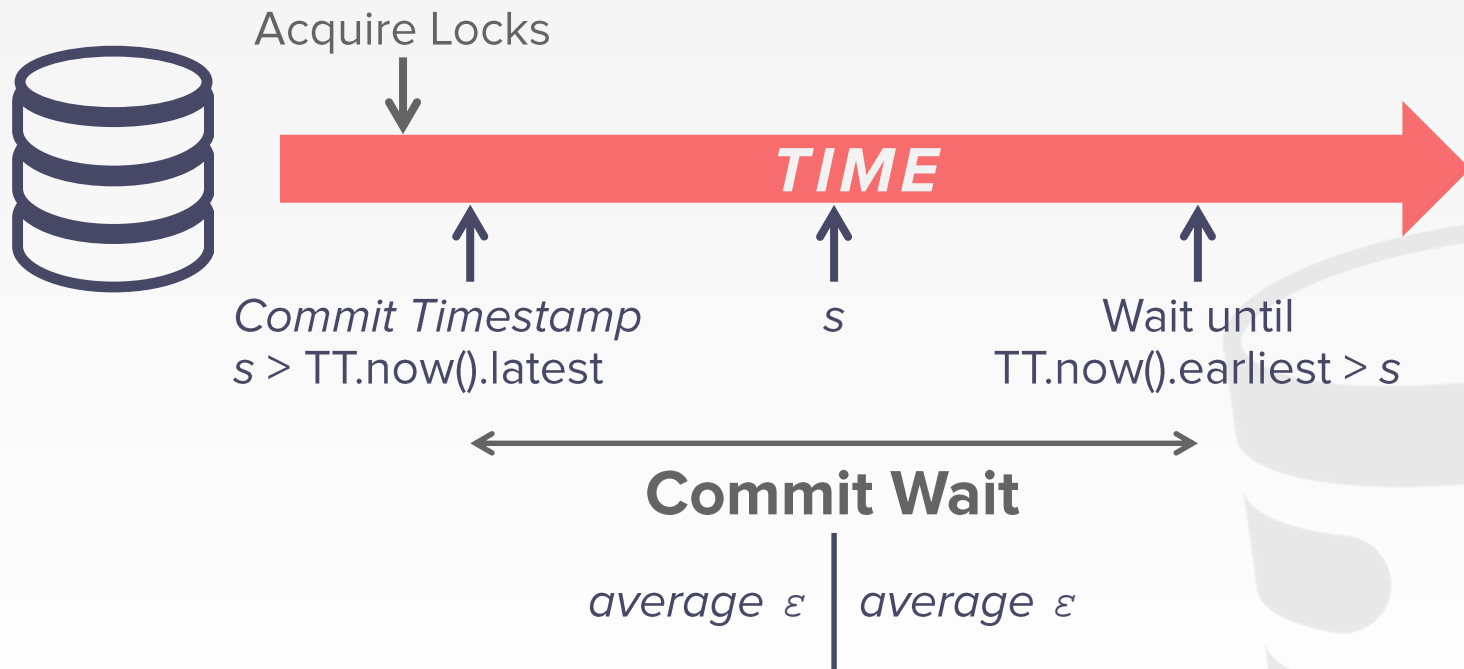 Acquire Locks
TIME
Commit Timestamp
s > TT.now().latest
s
Wait until
TT.now().earliest > s
Commit Wait
average ε
average ε